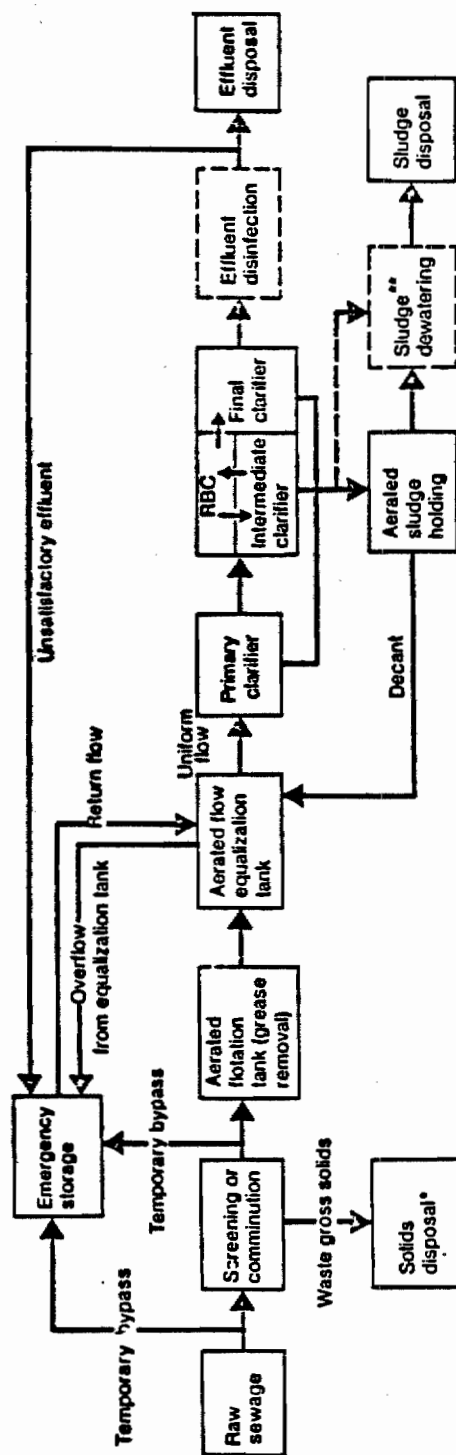 Raw
sewage
Temporary bypass
Screening or
comminution
Waste gross solids
Solids
disposal*
Temporary bypass
Emergency
storage
Aerated flotation
tank (grease
removal)
Overflow
from equalization tank
Return flow
Aerated flow
equalization
tank
Uniform
flow
Primary
clarifier
RBC
Intermediate
clarifier
Final clarifier
Unsatisfactory effluent
Effluent
disinfection
Effluent
disposal
Decant
Aerated
sludge
holding
Sludge**
dewatering
Sludge
disposal